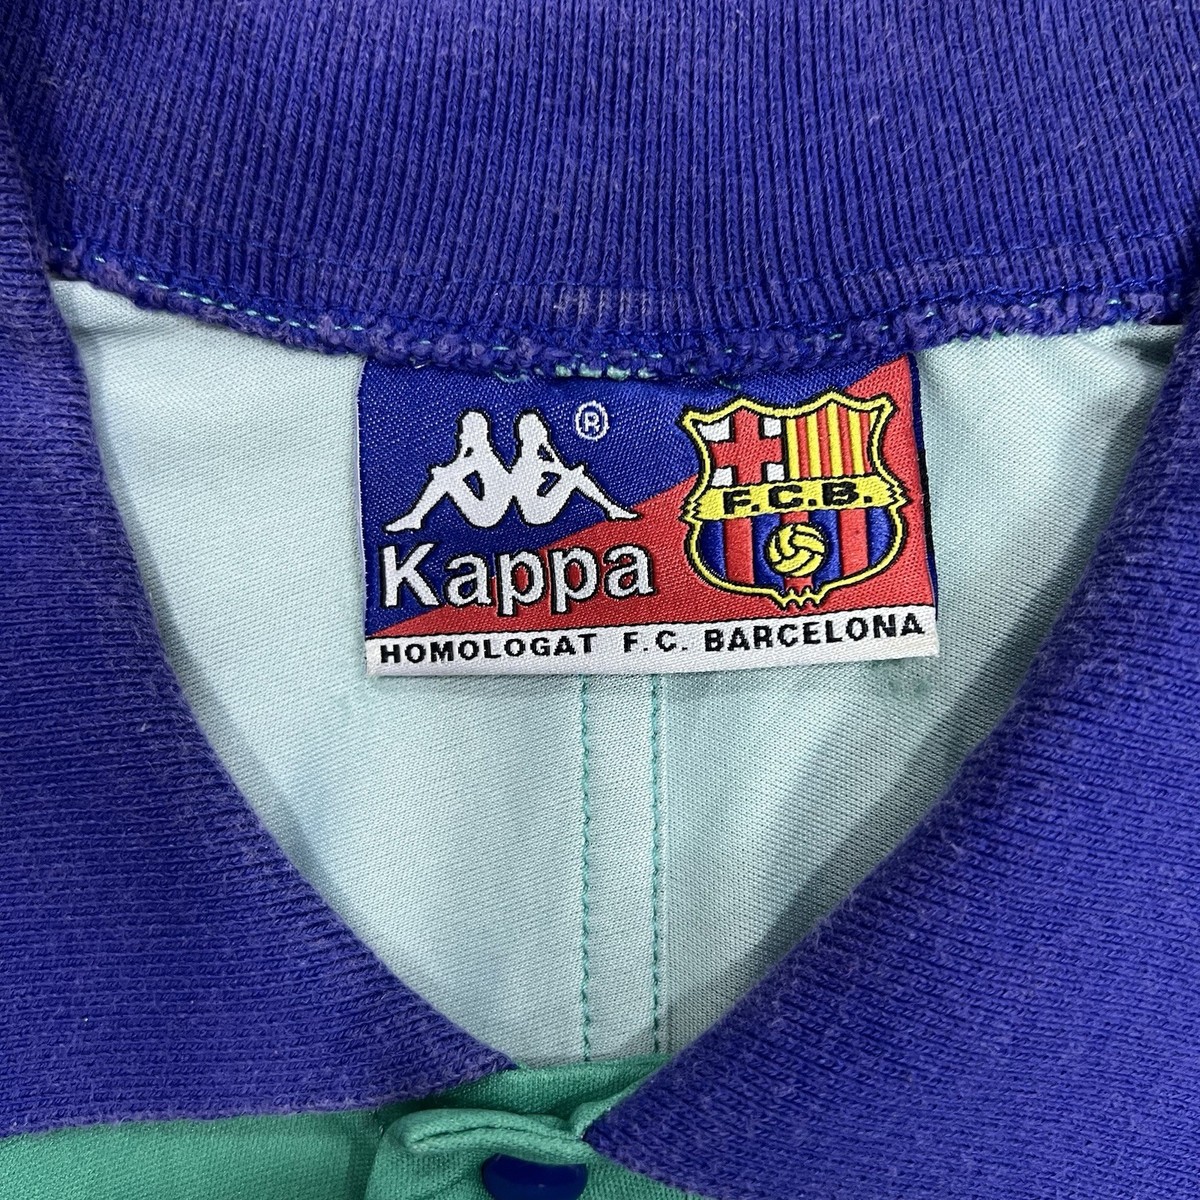 ®
Kappa
F.C.B.
HOMOLOGAT F.C. BARCELONA